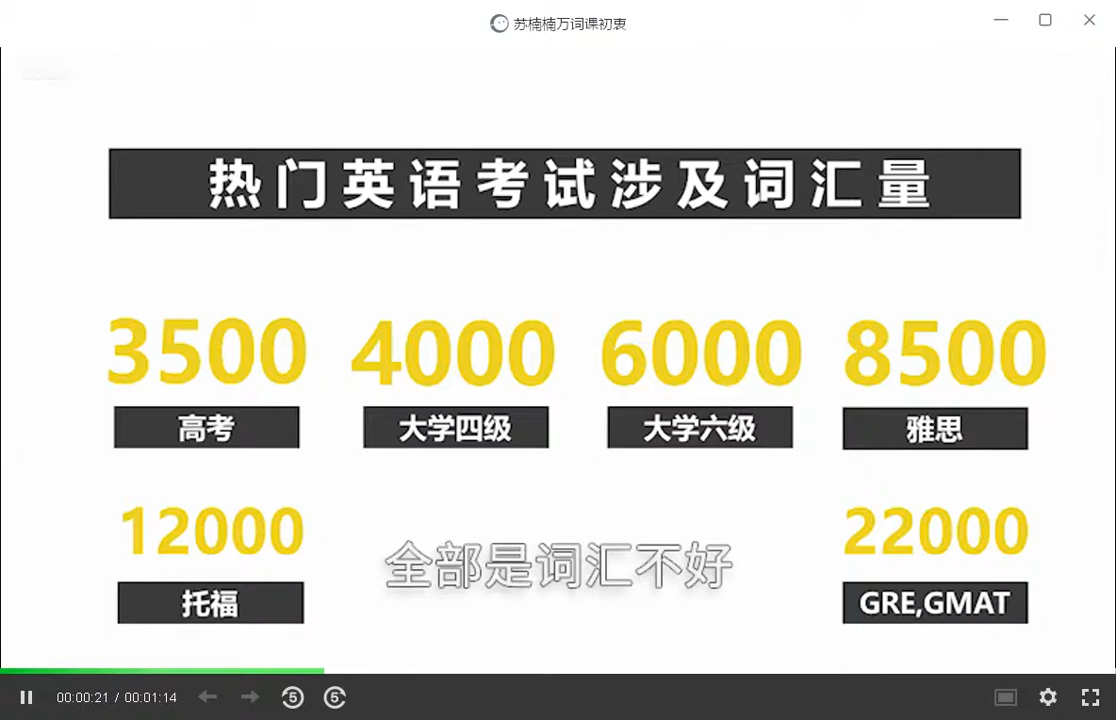 苏楠楠万词课初衷
热门英语考试涉及词汇量
3500 4000 6000 8500
高考 大学四级 大学六级 雅思
12000 22000
全部是词汇不好
托福 GRE,GMAT
00:00:21 / 00:01:14
5 5